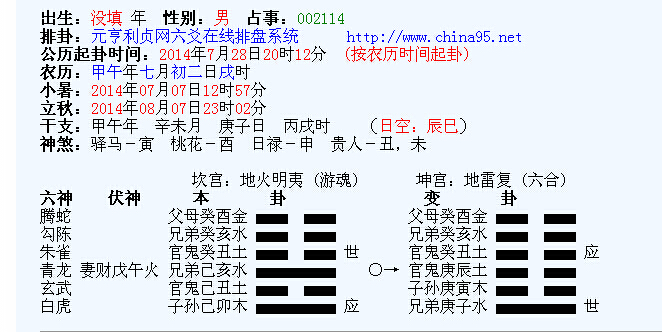 出生：没填 年　性别：男　占事：002114
排卦：元亨利贞网六爻在线排盘系统　　http://www.china95.net
公历起卦时间：2014年7月28日20时12分　(按农历时间起卦)
农历：甲午年七月初二日戌时
小暑：2014年07月07日12时57分
立秋：2014年08月07日23时02分
干支：甲午年　辛未月　庚子日　丙戌时　　（日空：辰巳）
神煞：驿马－寅　桃花－酉　日禄－申　贵人－丑，未
坎宫：地火明夷 (游魂)　　　坤宫：地雷复 (六合)
六神　　伏神　　　本　　　卦　　　　　　　变　　　卦
腾蛇　　　　　　父母癸酉金　　　　　　　父母癸酉金
勾陈　　　　　　兄弟癸亥水　　　　　　　兄弟癸亥水
朱雀　　　　　　官鬼癸丑土　　世　　　　官鬼癸丑土　　应
青龙　妻财戊午火　兄弟己亥水　　○→　官鬼庚辰土
玄武　　　　　　官鬼己丑土　　　　　　　子孙庚寅木
白虎　　　　　　子孙己卯木　　应　　　　兄弟庚子水　　世